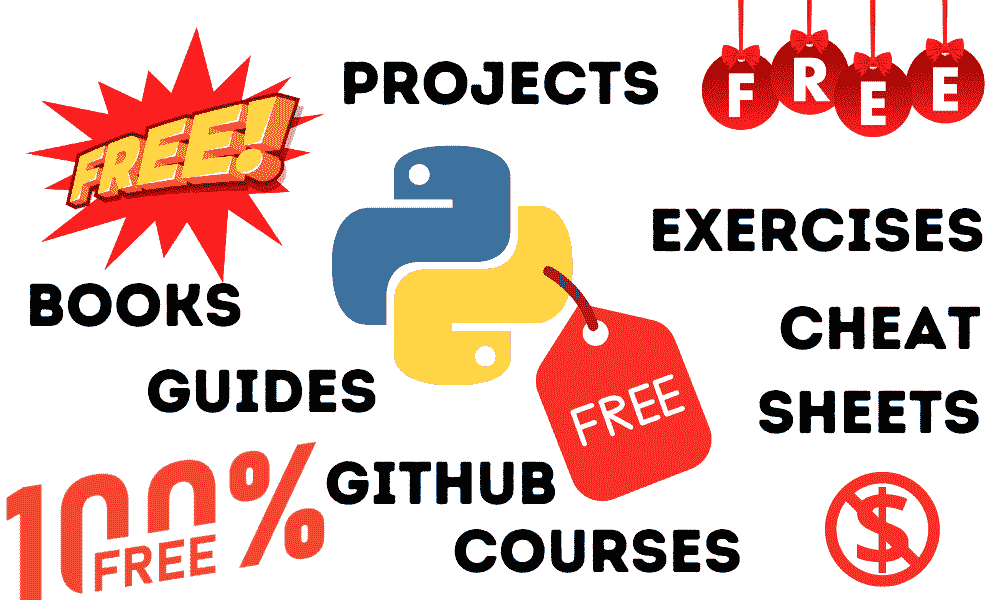 PROJECTS
FREE
FREE!
EXERCISES
BOOKS
CHEAT
SHEETS
GUIDES
FREE
GITHUB
100%
FREE
COURSES
$